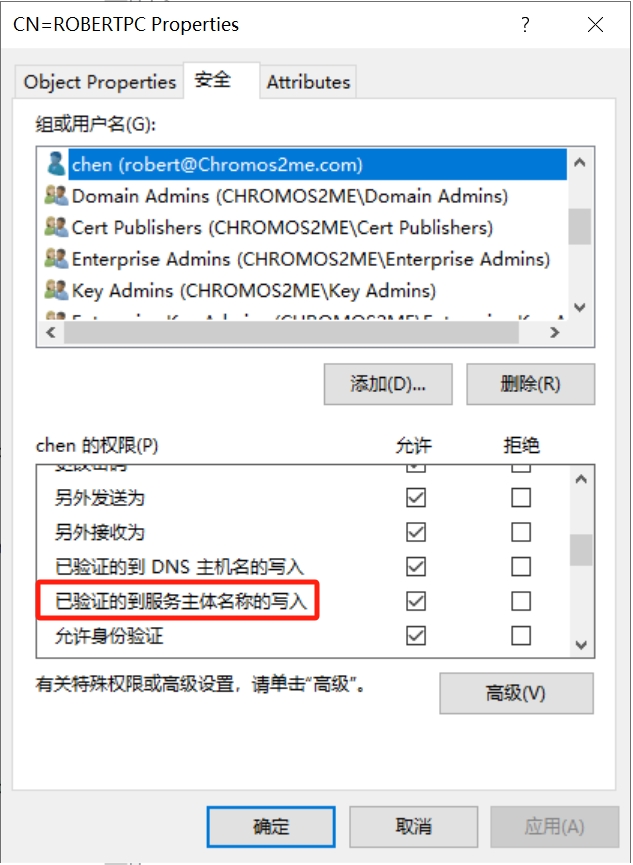 CN=ROBERTPC Properties
Object Properties 安全 Attributes
组或用户名(G):
chen (robert@Chromos2me.com)
Domain Admins (CHROMOS2ME\Domain Admins)
Cert Publishers (CHROMOS2ME\Cert Publishers)
Enterprise Admins (CHROMOS2ME\Enterprise Admins)
Key Admins (CHROMOS2ME\Key Admins)
添加(D)... 删除(R)
chen 的权限(P) 允许 拒绝
另外发送为
另外接收为
已验证的到 DNS 主机名的写入
已验证的到服务主体名称的写入
允许身份验证
有关特殊权限或高级设置，请单击“高级”。 高级(V)
确定 取消 应用(A)